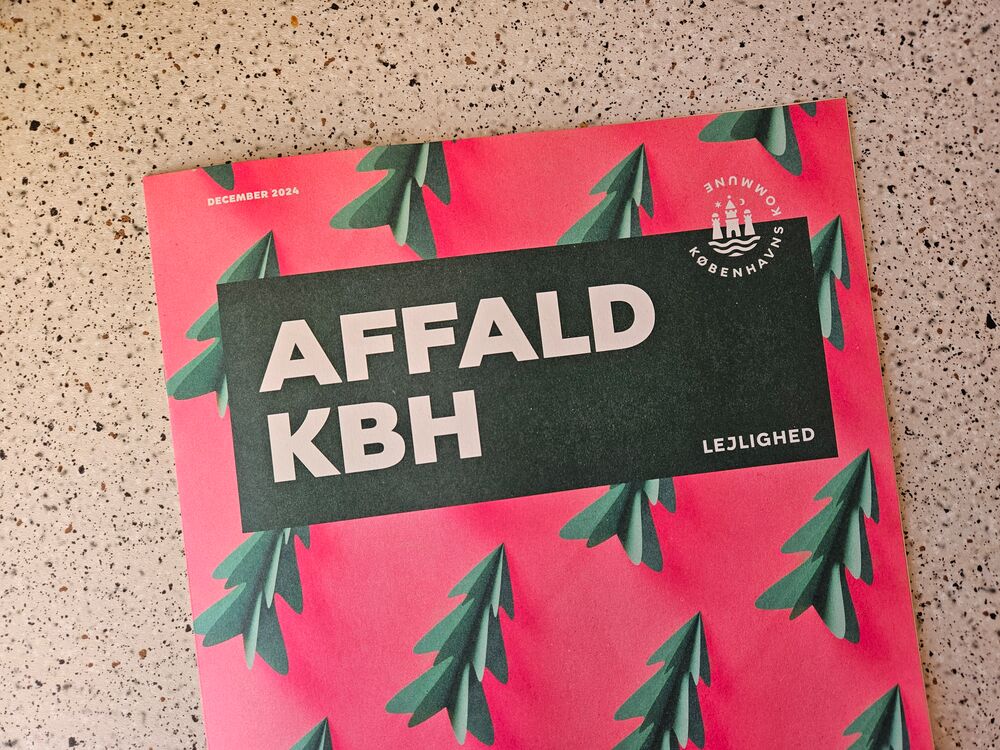 DECEMBER 2024
KØBENHAVNS KOMMUNE
AFFALD
KBH
LEJLIGHED